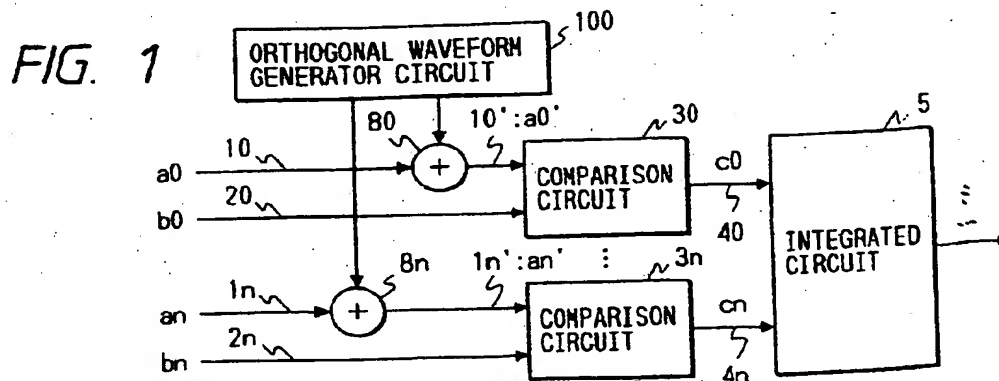 FIG. 1
100
ORTHOGONAL WAVEFORM
GENERATOR CIRCUIT
80
10':a0'
30
5
a0
10
c0
b0
20
COMPARISON
CIRCUIT
40
INTEGRATED
CIRCUIT
8n
1n':an'
3n
an
1n
cn
bn
2n
COMPARISON
CIRCUIT
4n